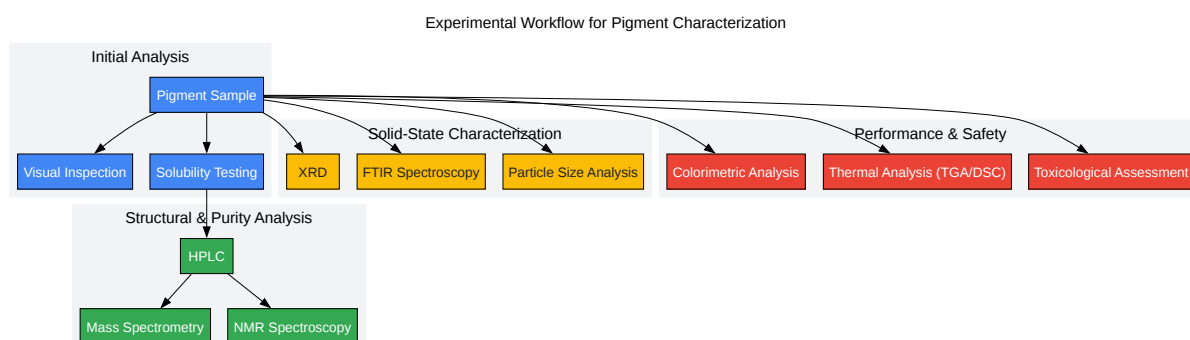 Experimental Workflow for Pigment Characterization
Initial Analysis
Pigment Sample
Solid-State Characterization
Performance & Safety
Visual Inspection
Solubility Testing
XRD
FTIR Spectroscopy
Particle Size Analysis
Colorimetric Analysis
Thermal Analysis (TGA/DSC)
Toxicological Assessment
Structural & Purity Analysis
HPLC
Mass Spectrometry
NMR Spectroscopy